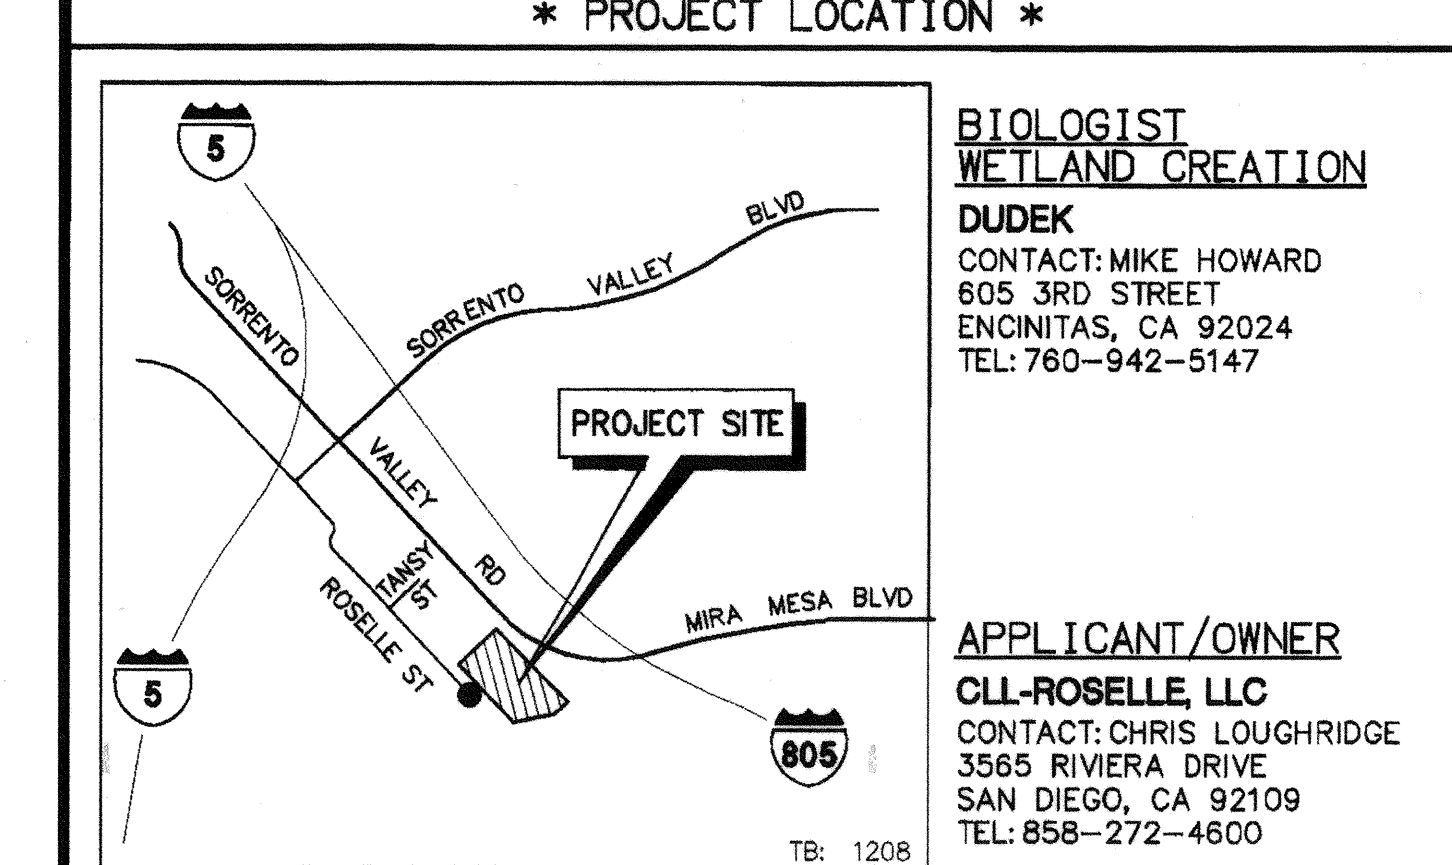 * PROJECT LOCATION *
5
SORRENTO VALLEY BLVD
SORRENTO VALLEY RD
PROJECT SITE
TANSY ST
ROSELLE ST
MIRA MESA BLVD
5
805
TB: 1208
BIOLOGIST
WETLAND CREATION
DUDEK
CONTACT: MIKE HOWARD
605 3RD STREET
ENCINITAS, CA 92024
TEL: 760-942-5147
APPLICANT/OWNER
CLL-ROSELLE, LLC
CONTACT: CHRIS LOUGHRIDGE
3565 RIVIERA DRIVE
SAN DIEGO, CA 92109
TEL: 858-272-4600